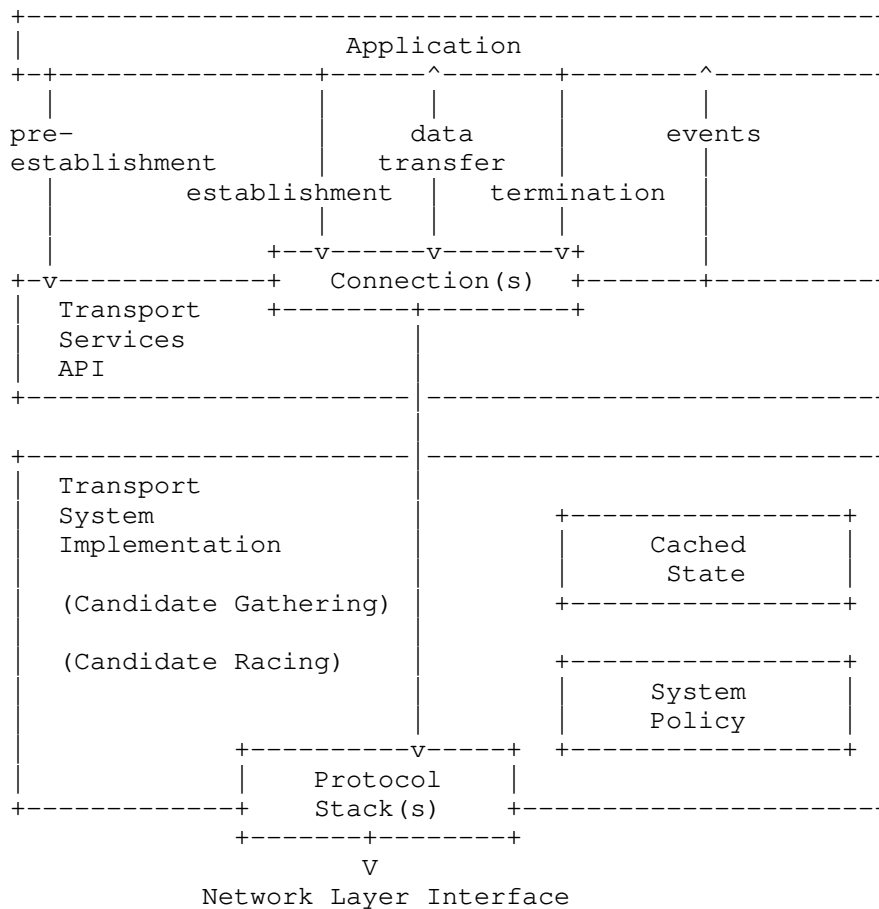 Application
pre-
data
events
establishment
transfer
establishment
termination
Connection(s)
Transport
Services
API
Transport
System
Implementation
Cached
State
(Candidate Gathering)
(Candidate Racing)
System
Policy
Protocol
Stack(s)
Network Layer Interface